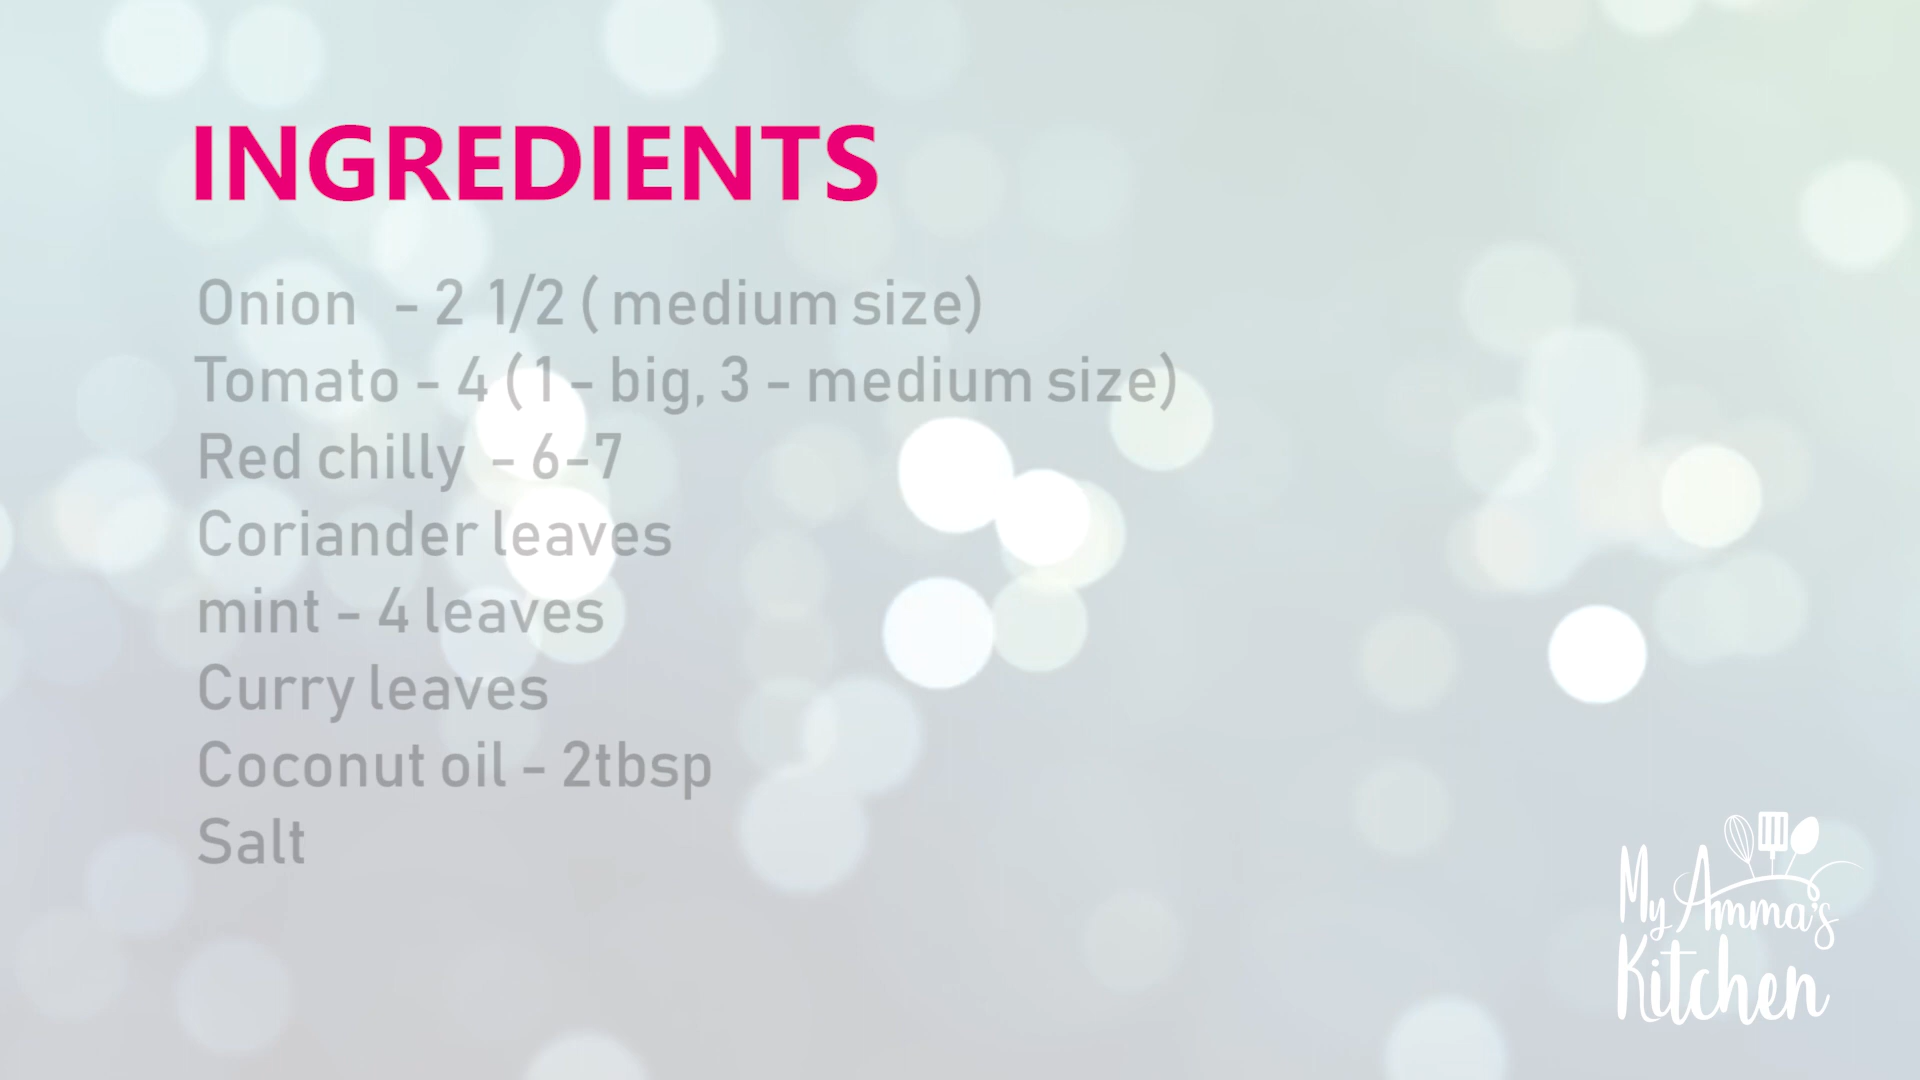 INGREDIENTS
Onion - 2 1/2 ( medium size)
Tomato - 4 ( 1 - big, 3 - medium size)
Red chilly - 6-7
Coriander leaves
mint - 4 leaves
Curry leaves
Coconut oil - 2tbsp
Salt
My Amma's
Kitchen